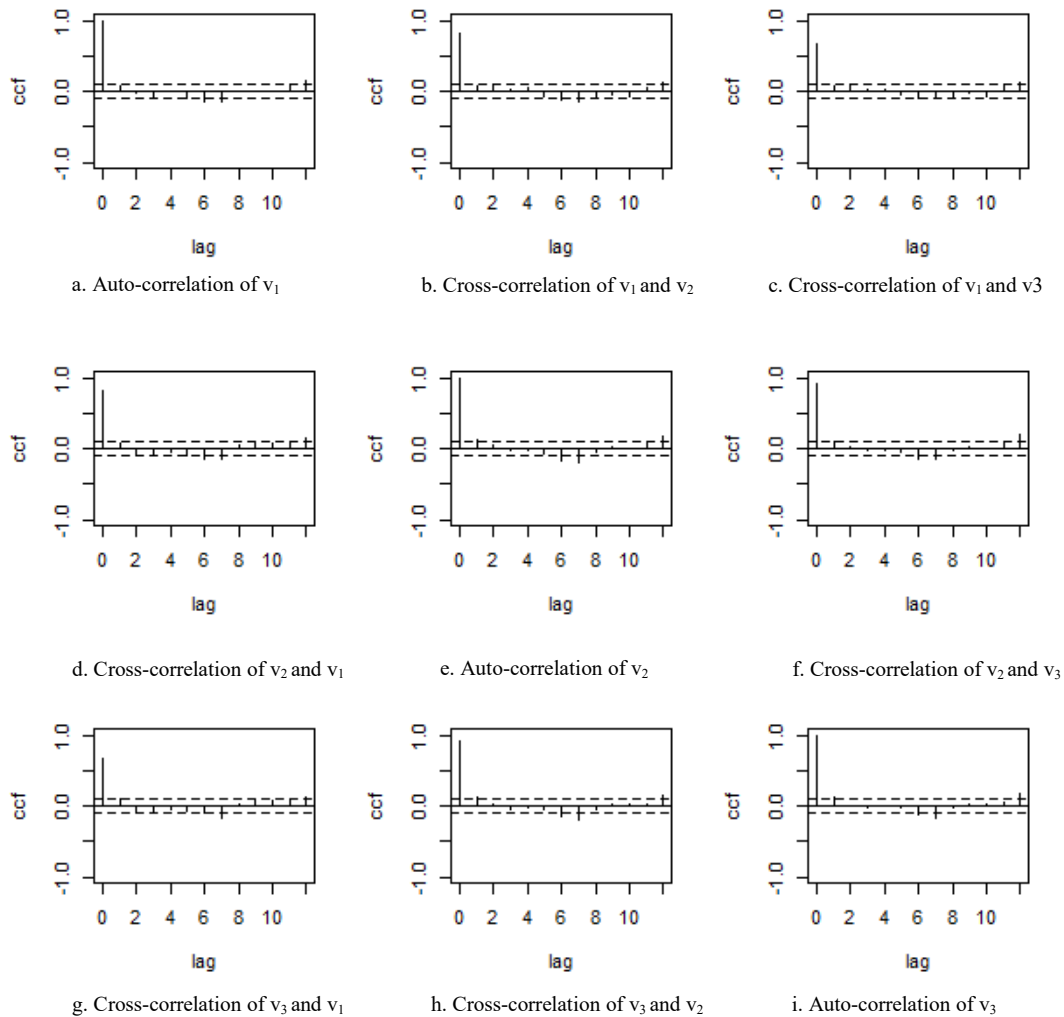 1.0
0.0
-1.0
ccf
0 2 4 6 8 10
lag
a. Auto-correlation of v₁
1.0
0.0
-1.0
ccf
0 2 4 6 8 10
lag
b. Cross-correlation of v₁ and v₂
1.0
0.0
-1.0
ccf
0 2 4 6 8 10
lag
c. Cross-correlation of v₁ and v3
1.0
0.0
-1.0
ccf
0 2 4 6 8 10
lag
d. Cross-correlation of v₂ and v₁
1.0
0.0
-1.0
ccf
0 2 4 6 8 10
lag
e. Auto-correlation of v₂
1.0
0.0
-1.0
ccf
0 2 4 6 8 10
lag
f. Cross-correlation of v₂ and v₃
1.0
0.0
-1.0
ccf
0 2 4 6 8 10
lag
g. Cross-correlation of v₃ and v₁
1.0
0.0
-1.0
ccf
0 2 4 6 8 10
lag
h. Cross-correlation of v₃ and v₂
1.0
0.0
-1.0
ccf
0 2 4 6 8 10
lag
i. Auto-correlation of v₃